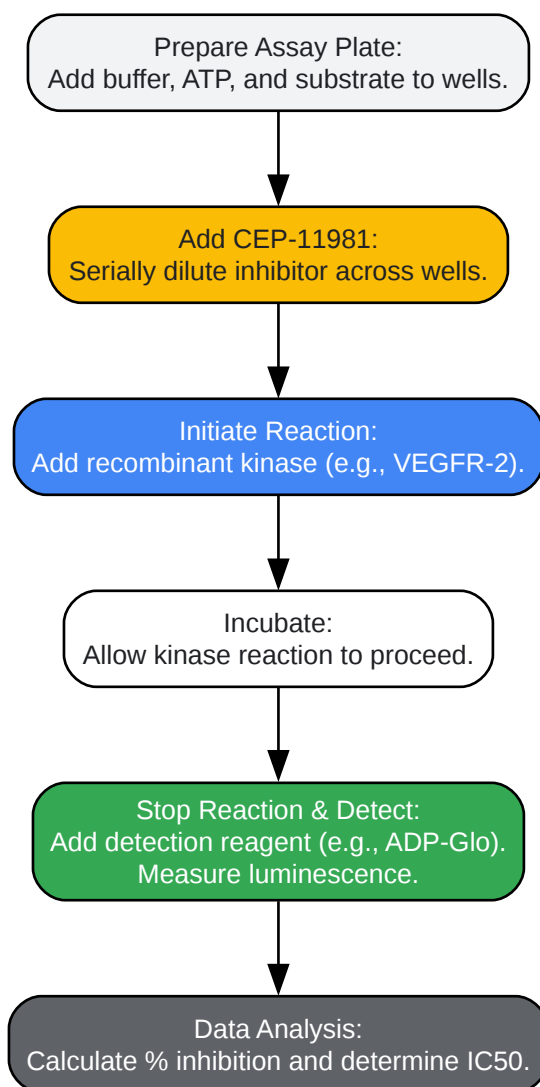 Prepare Assay Plate:
Add buffer, ATP, and substrate to wells.
Add CEP-11981:
Serially dilute inhibitor across wells.
Initiate Reaction:
Add recombinant kinase (e.g., VEGFR-2).
Incubate:
Allow kinase reaction to proceed.
Stop Reaction & Detect:
Add detection reagent (e.g., ADP-Glo).
Measure luminescence.
Data Analysis:
Calculate % inhibition and determine IC50.